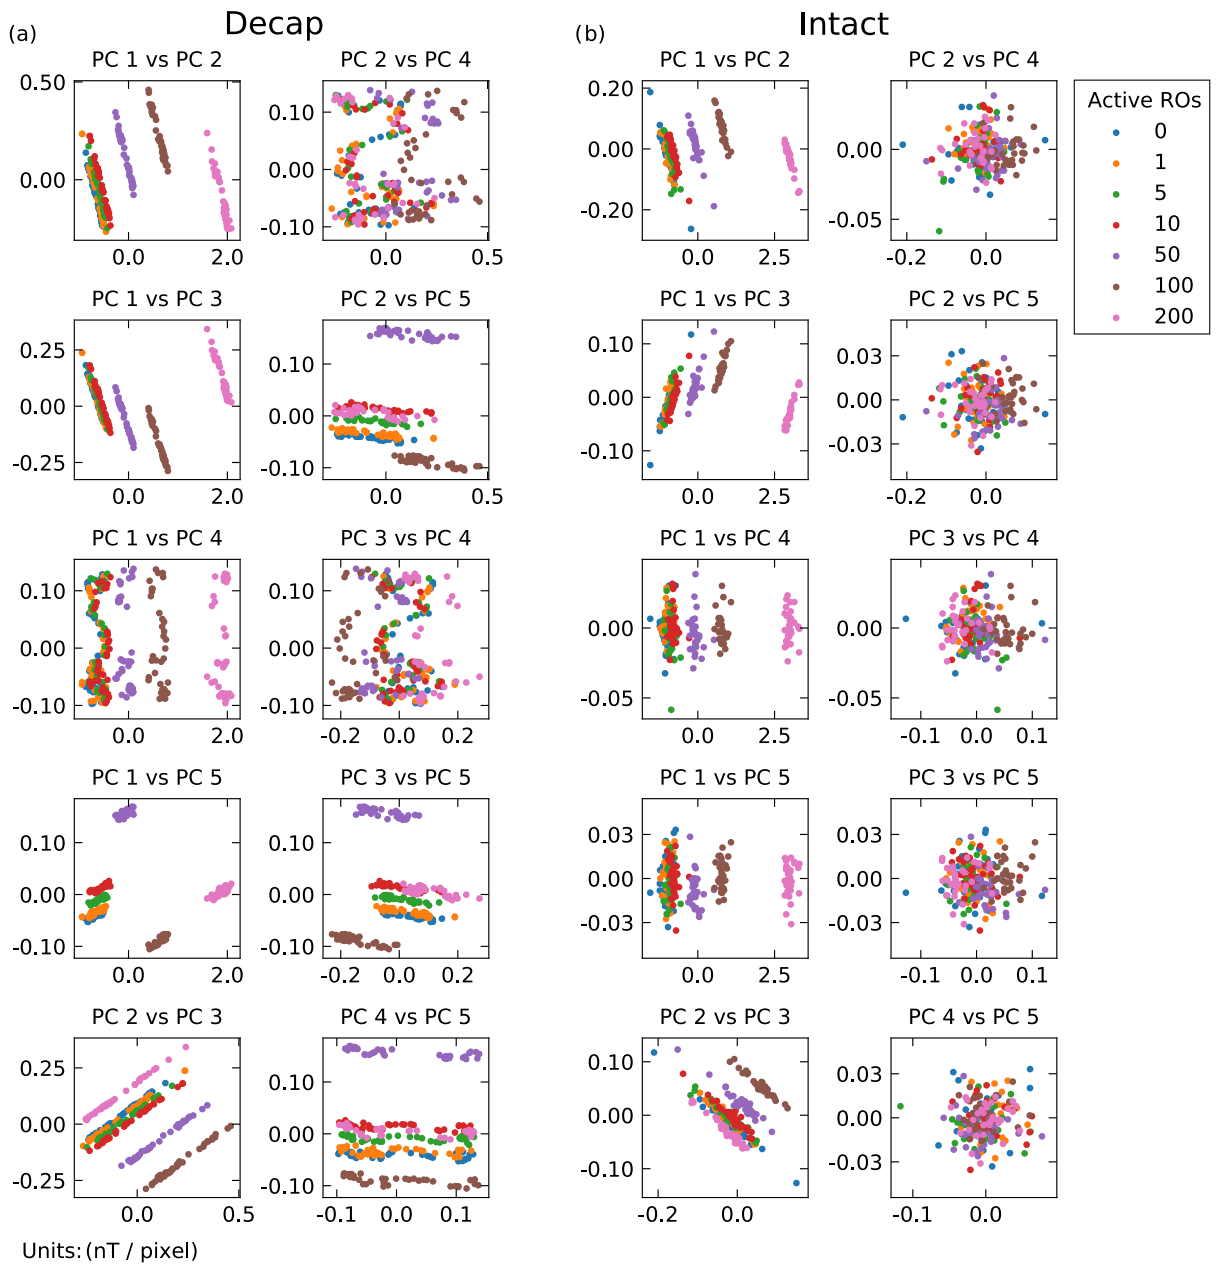 (a) Decap (b) Intact
PC 1 vs PC 2 PC 2 vs PC 4 PC 1 vs PC 2 PC 2 vs PC 4
0.50 0.00
0.0 2.0
0.10 0.00 -0.10
0.0 0.5
0.20 0.00 -0.20
0.0 2.5
0.00 -0.05
-0.2 0.0
Active ROs
0
1
5
10
50
100
200
PC 1 vs PC 3 PC 2 vs PC 5 PC 1 vs PC 3 PC 2 vs PC 5
0.25 0.00 -0.25
0.0 2.0
0.10 0.00 -0.10
0.0 0.5
0.10 0.00 -0.10
0.0 2.5
0.03 0.00 -0.03
-0.2 0.0
PC 1 vs PC 4 PC 3 vs PC 4 PC 1 vs PC 4 PC 3 vs PC 4
0.10 0.00 -0.10
0.0 2.0
0.10 0.00 -0.10
-0.2 0.0 0.2
0.00 -0.05
0.0 2.5
0.00 -0.05
-0.1 0.0 0.1
PC 1 vs PC 5 PC 3 vs PC 5 PC 1 vs PC 5 PC 3 vs PC 5
0.10 0.00 -0.10
0.0 2.0
0.10 0.00 -0.10
-0.2 0.0 0.2
0.03 0.00 -0.03
0.0 2.5
0.03 0.00 -0.03
-0.1 0.0 0.1
PC 2 vs PC 3 PC 4 vs PC 5 PC 2 vs PC 3 PC 4 vs PC 5
0.25 0.00 -0.25
0.0 0.5
0.10 0.00 -0.10
-0.1 0.0 0.1
0.10 0.00 -0.10
-0.2 0.0
0.03 0.00 -0.03
-0.1 0.0
Units: (nT / pixel)